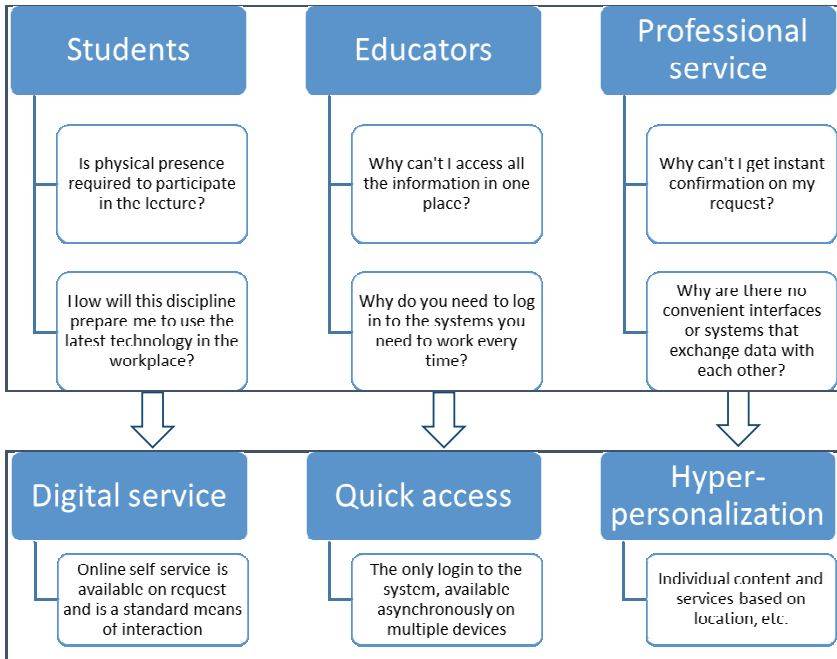 Students
Is physical presence
required to participate
in the lecture?
How will this discipline
prepare me to use the
latest technology in the
workplace?
Educators
Why can't I access all
the information in one
place?
Why do you need to log
in to the systems you
need to work every
time?
Professional
service
Why can't I get instant
confirmation on my
request?
Why are there no
convenient interfaces
or systems that
exchange data with
each other?
Digital service
Online self service is
available on request
and is a standard means
of interaction
Quick access
The only login to the
system, available
asynchronously on
multiple devices
Hyper-
personalization
Individual content and
services based on
location, etc.